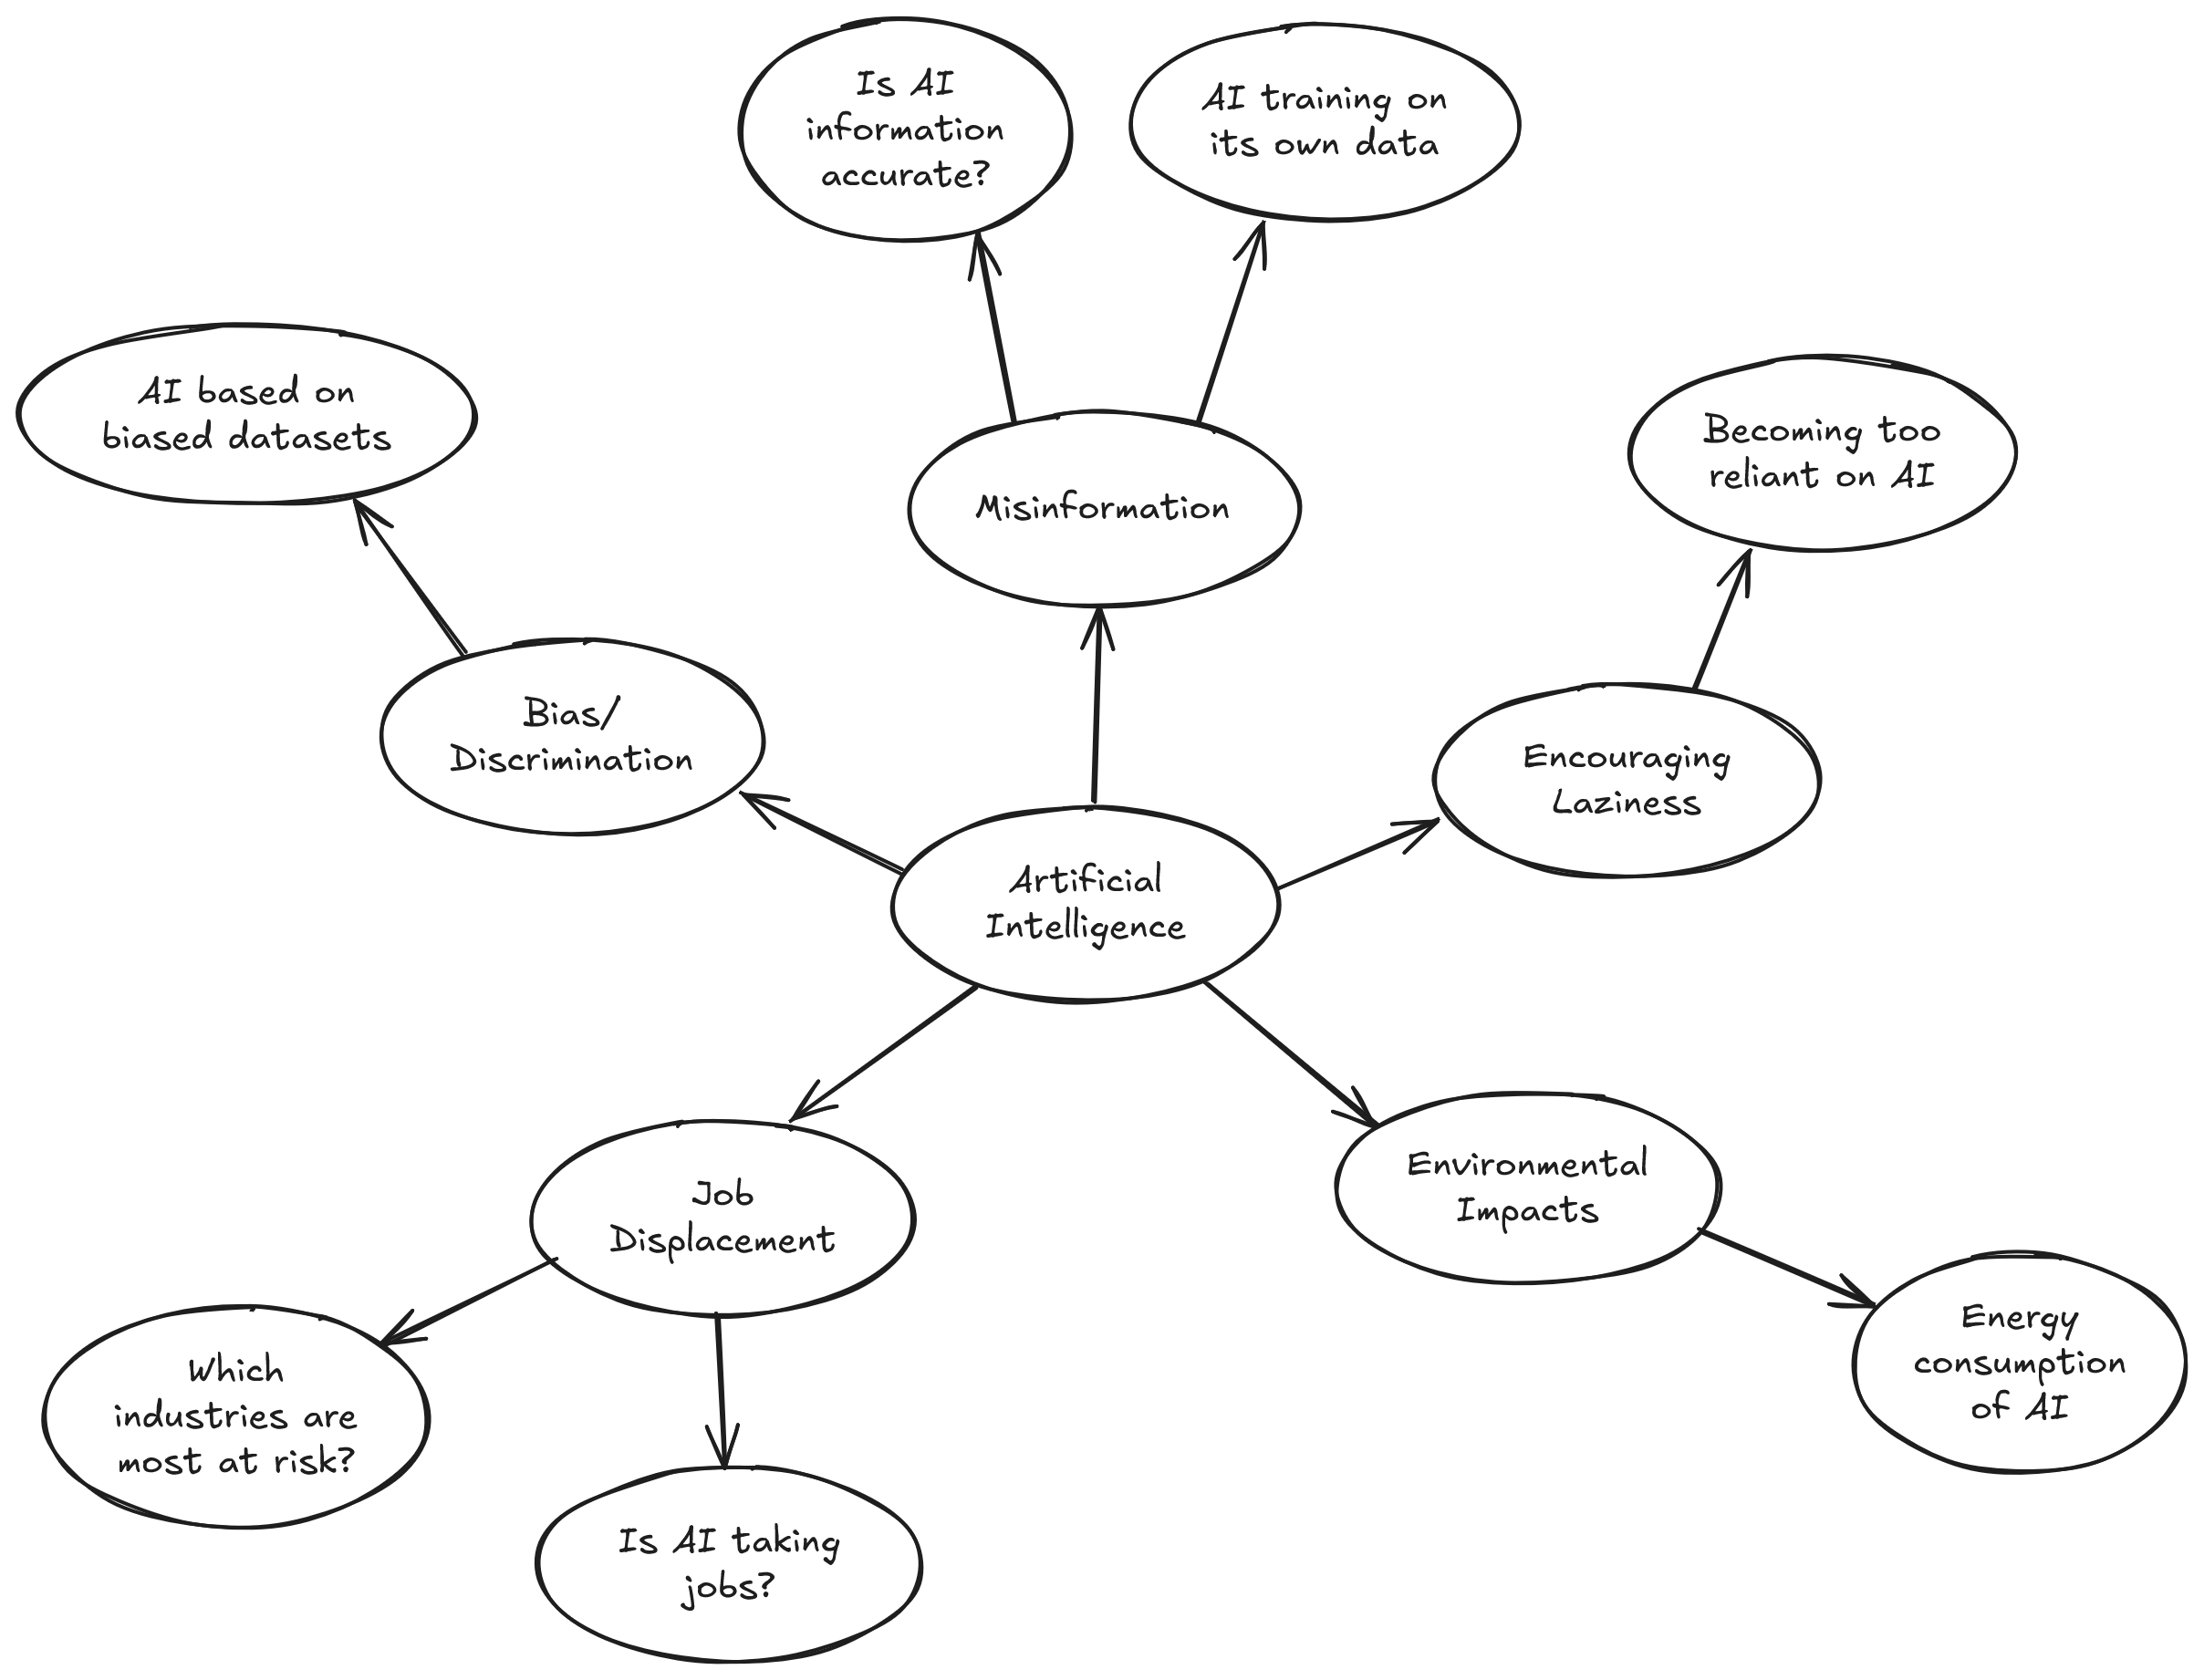 Is AI
information
accurate?
AI training on
its own data
AI based on
biased datasets
Becoming too
reliant on AI
Misinformation
Bias/
Discrimination
Encouraging
Laziness
Artificial
Intelligence
Job
Displacement
Environmental
Impacts
Which
industries are
most at risk?
Energy
consumption
of AI
Is AI taking
jobs?